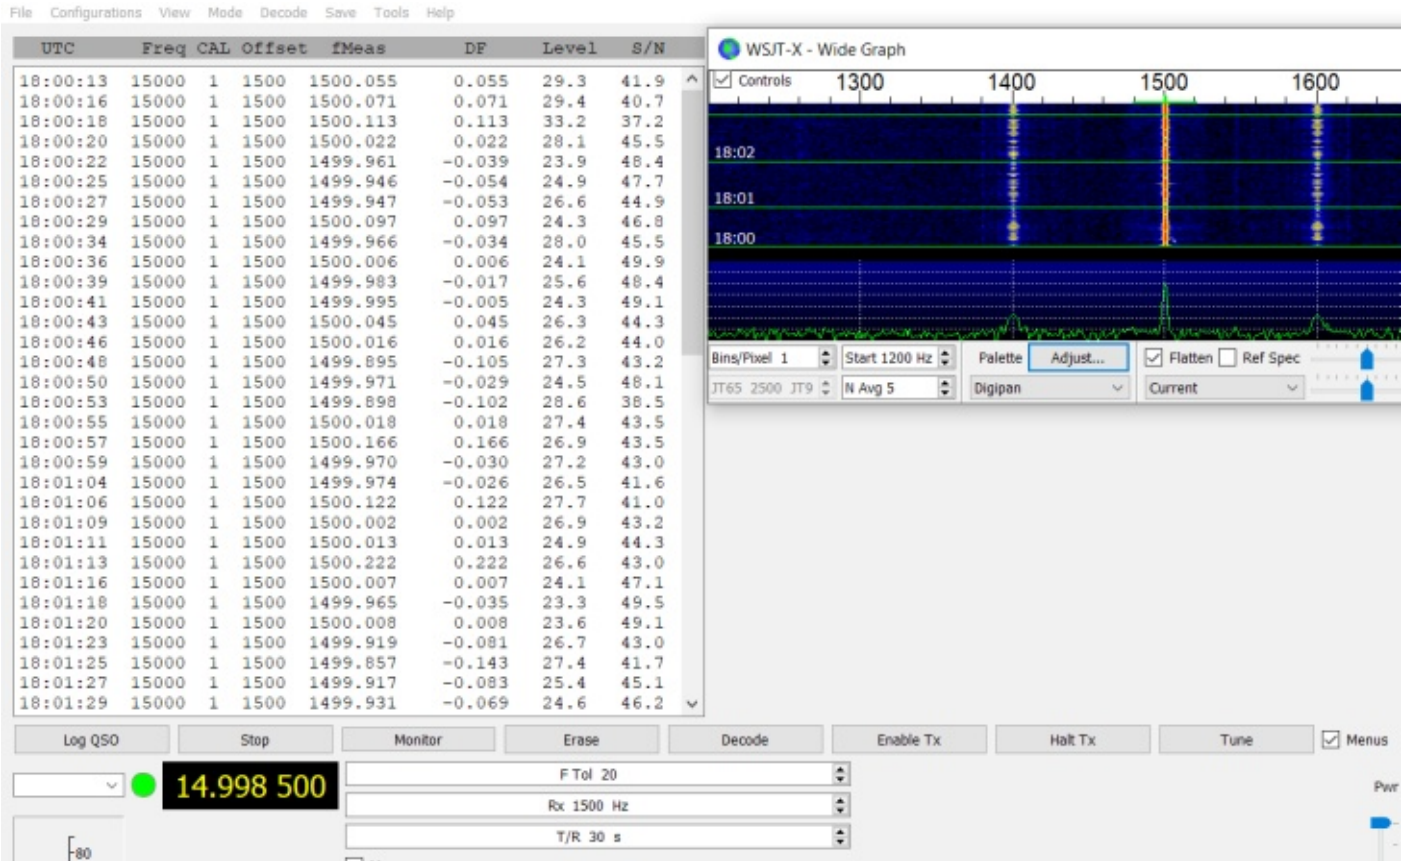 File Configurations View Mode Decode Save Tools Help
UTC Freq CAL Offset fMeas DF Level S/N
18:00:13 15000 1 1500 1500.055 0.055 29.3 41.9
18:00:16 15000 1 1500 1500.071 0.071 29.4 40.7
18:00:18 15000 1 1500 1500.113 0.113 33.2 37.2
18:00:20 15000 1 1500 1500.022 0.022 28.1 45.5
18:00:22 15000 1 1500 1499.961 -0.039 23.9 48.4
18:00:25 15000 1 1500 1499.946 -0.054 24.9 47.7
18:00:27 15000 1 1500 1499.947 -0.053 26.6 44.9
18:00:29 15000 1 1500 1500.097 0.097 24.3 46.8
18:00:34 15000 1 1500 1499.966 -0.034 28.0 45.5
18:00:36 15000 1 1500 1500.006 0.006 24.1 49.9
18:00:39 15000 1 1500 1499.983 -0.017 25.6 48.4
18:00:41 15000 1 1500 1499.995 -0.005 24.3 49.1
18:00:43 15000 1 1500 1500.045 0.045 26.3 44.3
18:00:46 15000 1 1500 1500.016 0.016 26.2 44.0
18:00:48 15000 1 1500 1499.895 -0.105 27.3 43.2
18:00:50 15000 1 1500 1499.971 -0.029 24.5 48.1
18:00:53 15000 1 1500 1499.898 -0.102 28.6 38.5
18:00:55 15000 1 1500 1500.018 0.018 27.4 43.5
18:00:57 15000 1 1500 1500.166 0.166 26.9 43.5
18:00:59 15000 1 1500 1499.970 -0.030 27.2 43.0
18:01:04 15000 1 1500 1499.974 -0.026 26.5 41.6
18:01:06 15000 1 1500 1500.122 0.122 27.7 41.0
18:01:09 15000 1 1500 1500.002 0.002 26.9 43.2
18:01:11 15000 1 1500 1500.013 0.013 24.9 44.3
18:01:13 15000 1 1500 1500.222 0.222 26.6 43.0
18:01:16 15000 1 1500 1500.007 0.007 24.1 47.1
18:01:18 15000 1 1500 1499.965 -0.035 23.3 49.5
18:01:20 15000 1 1500 1500.008 0.008 23.6 49.1
18:01:23 15000 1 1500 1499.919 -0.081 26.7 43.0
18:01:25 15000 1 1500 1499.857 -0.143 27.4 41.7
18:01:27 15000 1 1500 1499.917 -0.083 25.4 45.1
18:01:29 15000 1 1500 1499.931 -0.069 24.6 46.2
WSJT-X - Wide Graph
Controls 1300 1400 1500 1600
18:02
18:01
18:00
Bins/Pixel 1 Start 1200 Hz Palette Adjust... Flatten Ref Spec
JT65 2500 JT9 N Avg 5 Digipan Current
Log QSO Stop Monitor Erase Decode Enable Tx Halt Tx Tune Menus
14.998 500
F Tol 20
Rx 1500 Hz
T/R 30 s
Pwr
80